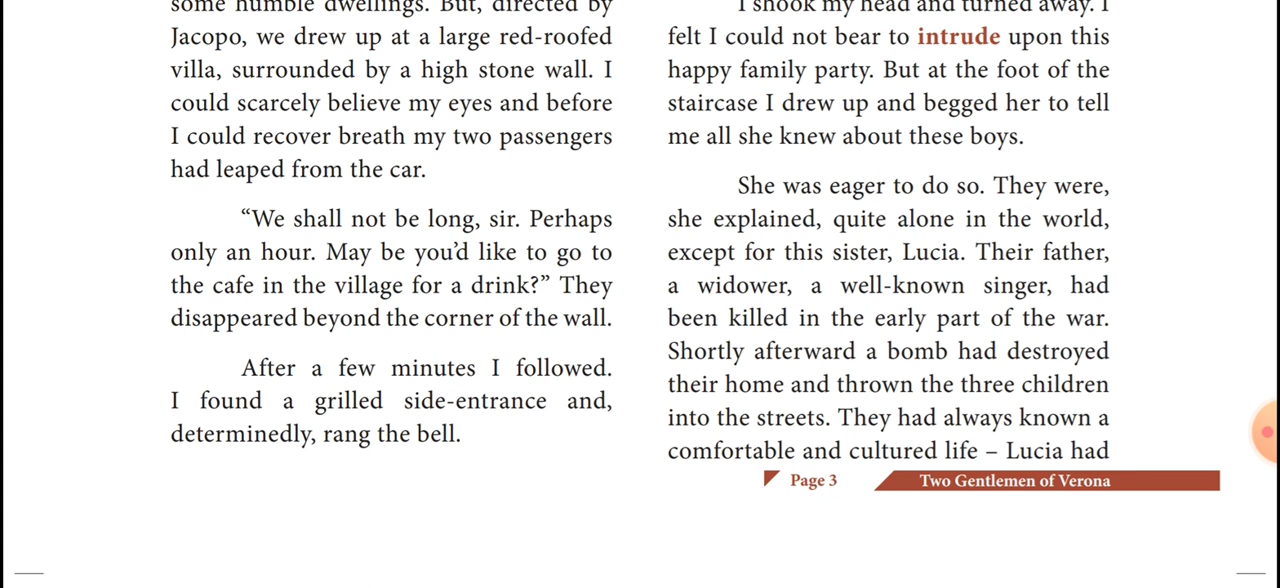 some humble dwellings. But, directed by
Jacopo, we drew up at a large red-roofed
villa, surrounded by a high stone wall. I
could scarcely believe my eyes and before
I could recover breath my two passengers
had leaped from the car.
“We shall not be long, sir. Perhaps
only an hour. May be you’d like to go to
the cafe in the village for a drink?” They
disappeared beyond the corner of the wall.
After a few minutes I followed.
I found a grilled side-entrance and,
determinedly, rang the bell.
I shook my head and turned away. I
felt I could not bear to intrude upon this
happy family party. But at the foot of the
staircase I drew up and begged her to tell
me all she knew about these boys.
She was eager to do so. They were,
she explained, quite alone in the world,
except for this sister, Lucia. Their father,
a widower, a well-known singer, had
been killed in the early part of the war.
Shortly afterward a bomb had destroyed
their home and thrown the three children
into the streets. They had always known a
comfortable and cultured life – Lucia had
Page 3
Two Gentlemen of Verona